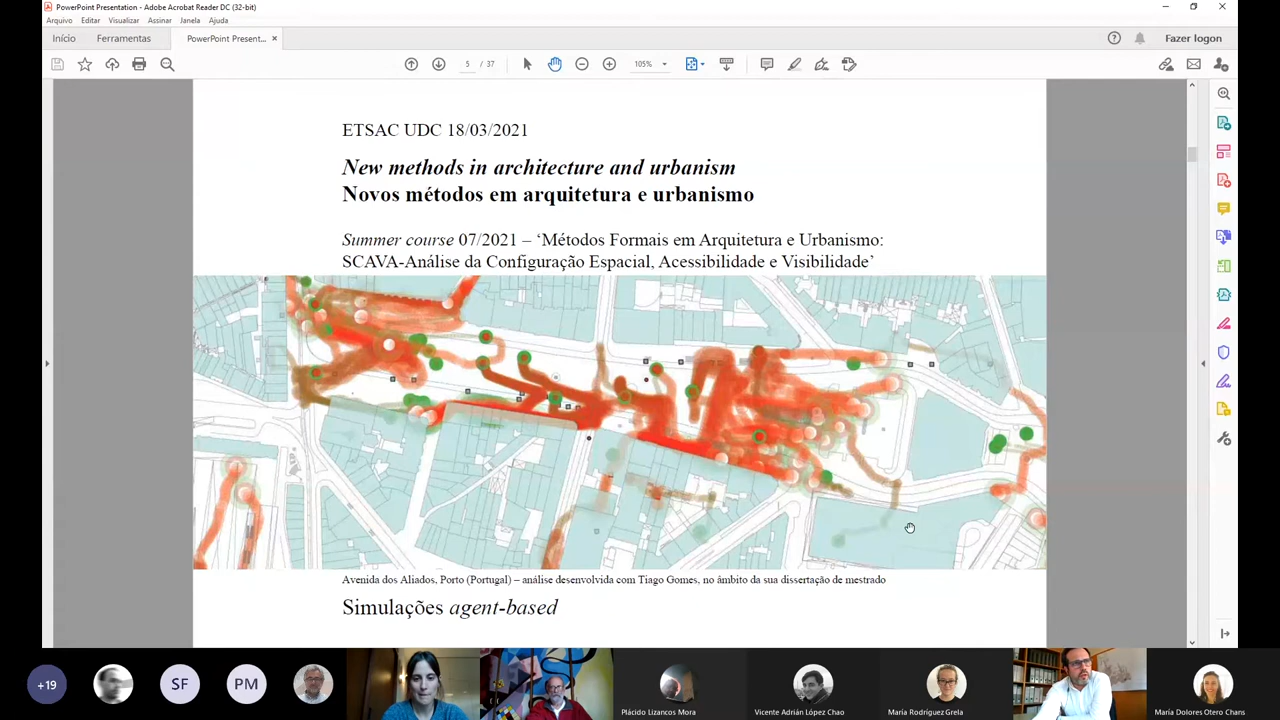 PowerPoint Presentation - Adobe Acrobat Reader DC (32-bit)
Arquivo Editar Visualizar Assinar Janela Ajuda
Início Ferramentas PowerPoint Present... × Fazer logon
5 / 37 105%
ETSAC UDC 18/03/2021
New methods in architecture and urbanism
Novos métodos em arquitetura e urbanismo
Summer course 07/2021 – ‘Métodos Formais em Arquitetura e Urbanismo:
SCAVA-Análise da Configuração Espacial, Acessibilidade e Visibilidade’
Avenida dos Aliados, Porto (Portugal) – análise desenvolvida com Tiago Gomes, no âmbito da sua dissertação de mestrado
Simulações agent-based
+19 SF PM
Plácido Lizancos Mora Vicente Adrián López Chao María Rodríguez Grela María Dolores Otero Chans